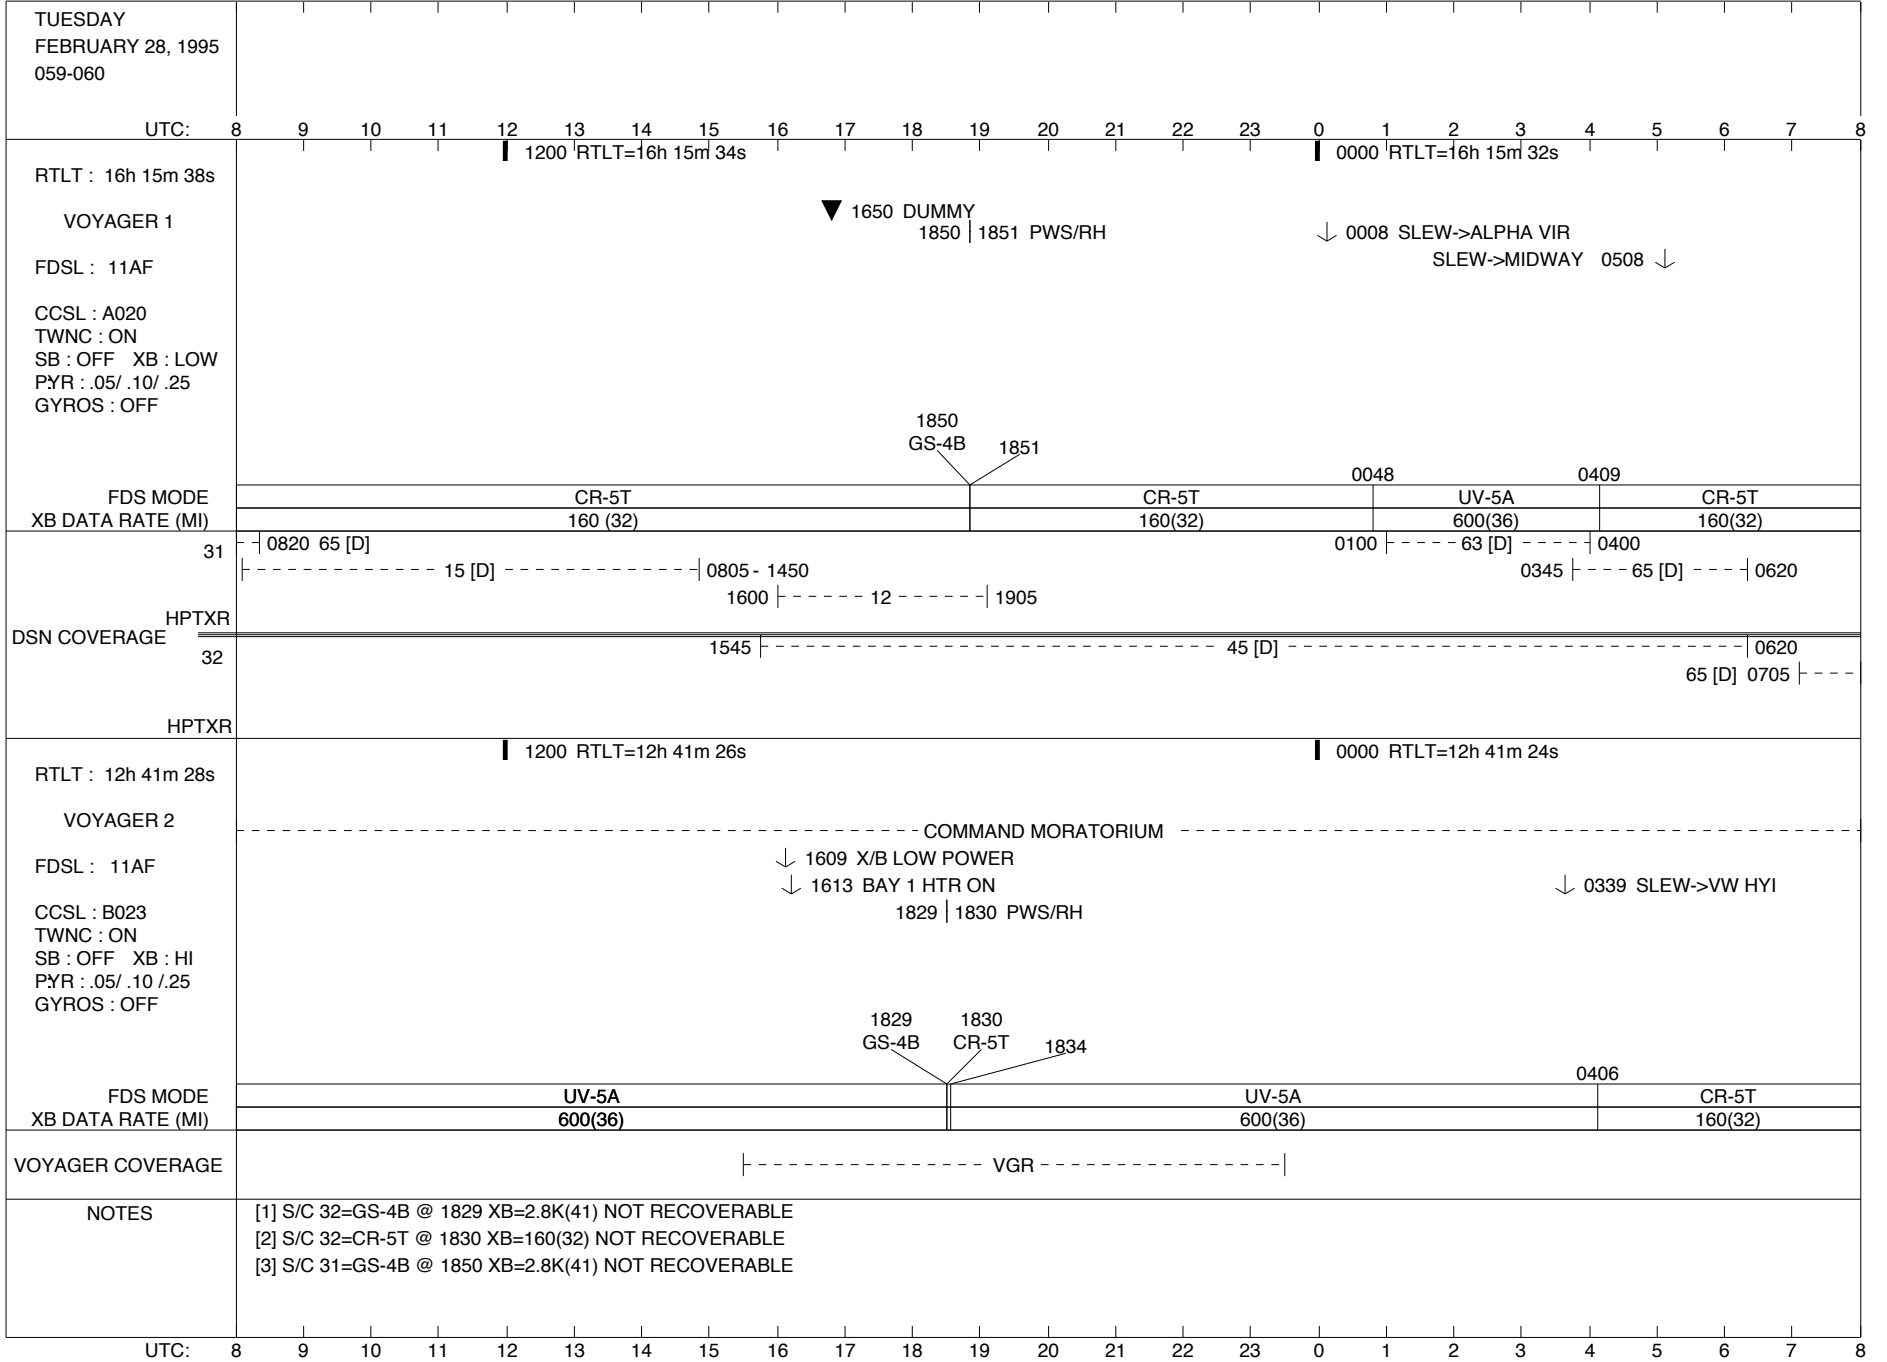 TUESDAY
FEBRUARY 28, 1995
059-060
UTC: 8 9 10 11 12 13 14 15 16 17 18 19 20 21 22 23 0 1 2 3 4 5 6 7 8
1200 RTLT=16h 15m 34s 0000 RTLT=16h 15m 32s
RTLT : 16h 15m 38s
VOYAGER 1
1650 DUMMY
1850 1851 PWS/RH 0008 SLEW->ALPHA VIR
SLEW->MIDWAY 0508
FDSL : 11AF
CCSL : A020
TWNC : ON
SB : OFF XB : LOW
P:YR : .05/ .10/ .25
GYROS : OFF
1850
GS-4B 1851
0048 0409
FDS MODE CR-5T CR-5T UV-5A CR-5T
XB DATA RATE (MI) 160 (32) 160(32) 600(36) 160(32)
31 0820 65 [D] 0100 63 [D] 0400
15 [D] 0805 - 1450 0345 65 [D] 0620
1600 12 1905
HPTXR
DSN COVERAGE
32 1545 45 [D] 0620
65 [D] 0705
HPTXR
1200 RTLT=12h 41m 26s 0000 RTLT=12h 41m 24s
RTLT : 12h 41m 28s
VOYAGER 2
COMMAND MORATORIUM
1609 X/B LOW POWER
1613 BAY 1 HTR ON 0339 SLEW->VW HYI
1829 1830 PWS/RH
FDSL : 11AF
CCSL : B023
TWNC : ON
SB : OFF XB : HI
P:YR : .05/ .10 /.25
GYROS : OFF
1829 1830
GS-4B CR-5T 1834
0406
FDS MODE UV-5A UV-5A CR-5T
XB DATA RATE (MI) 600(36) 600(36) 160(32)
VOYAGER COVERAGE VGR
NOTES
[1] S/C 32=GS-4B @ 1829 XB=2.8K(41) NOT RECOVERABLE
[2] S/C 32=CR-5T @ 1830 XB=160(32) NOT RECOVERABLE
[3] S/C 31=GS-4B @ 1850 XB=2.8K(41) NOT RECOVERABLE
UTC: 8 9 10 11 12 13 14 15 16 17 18 19 20 21 22 23 0 1 2 3 4 5 6 7 8